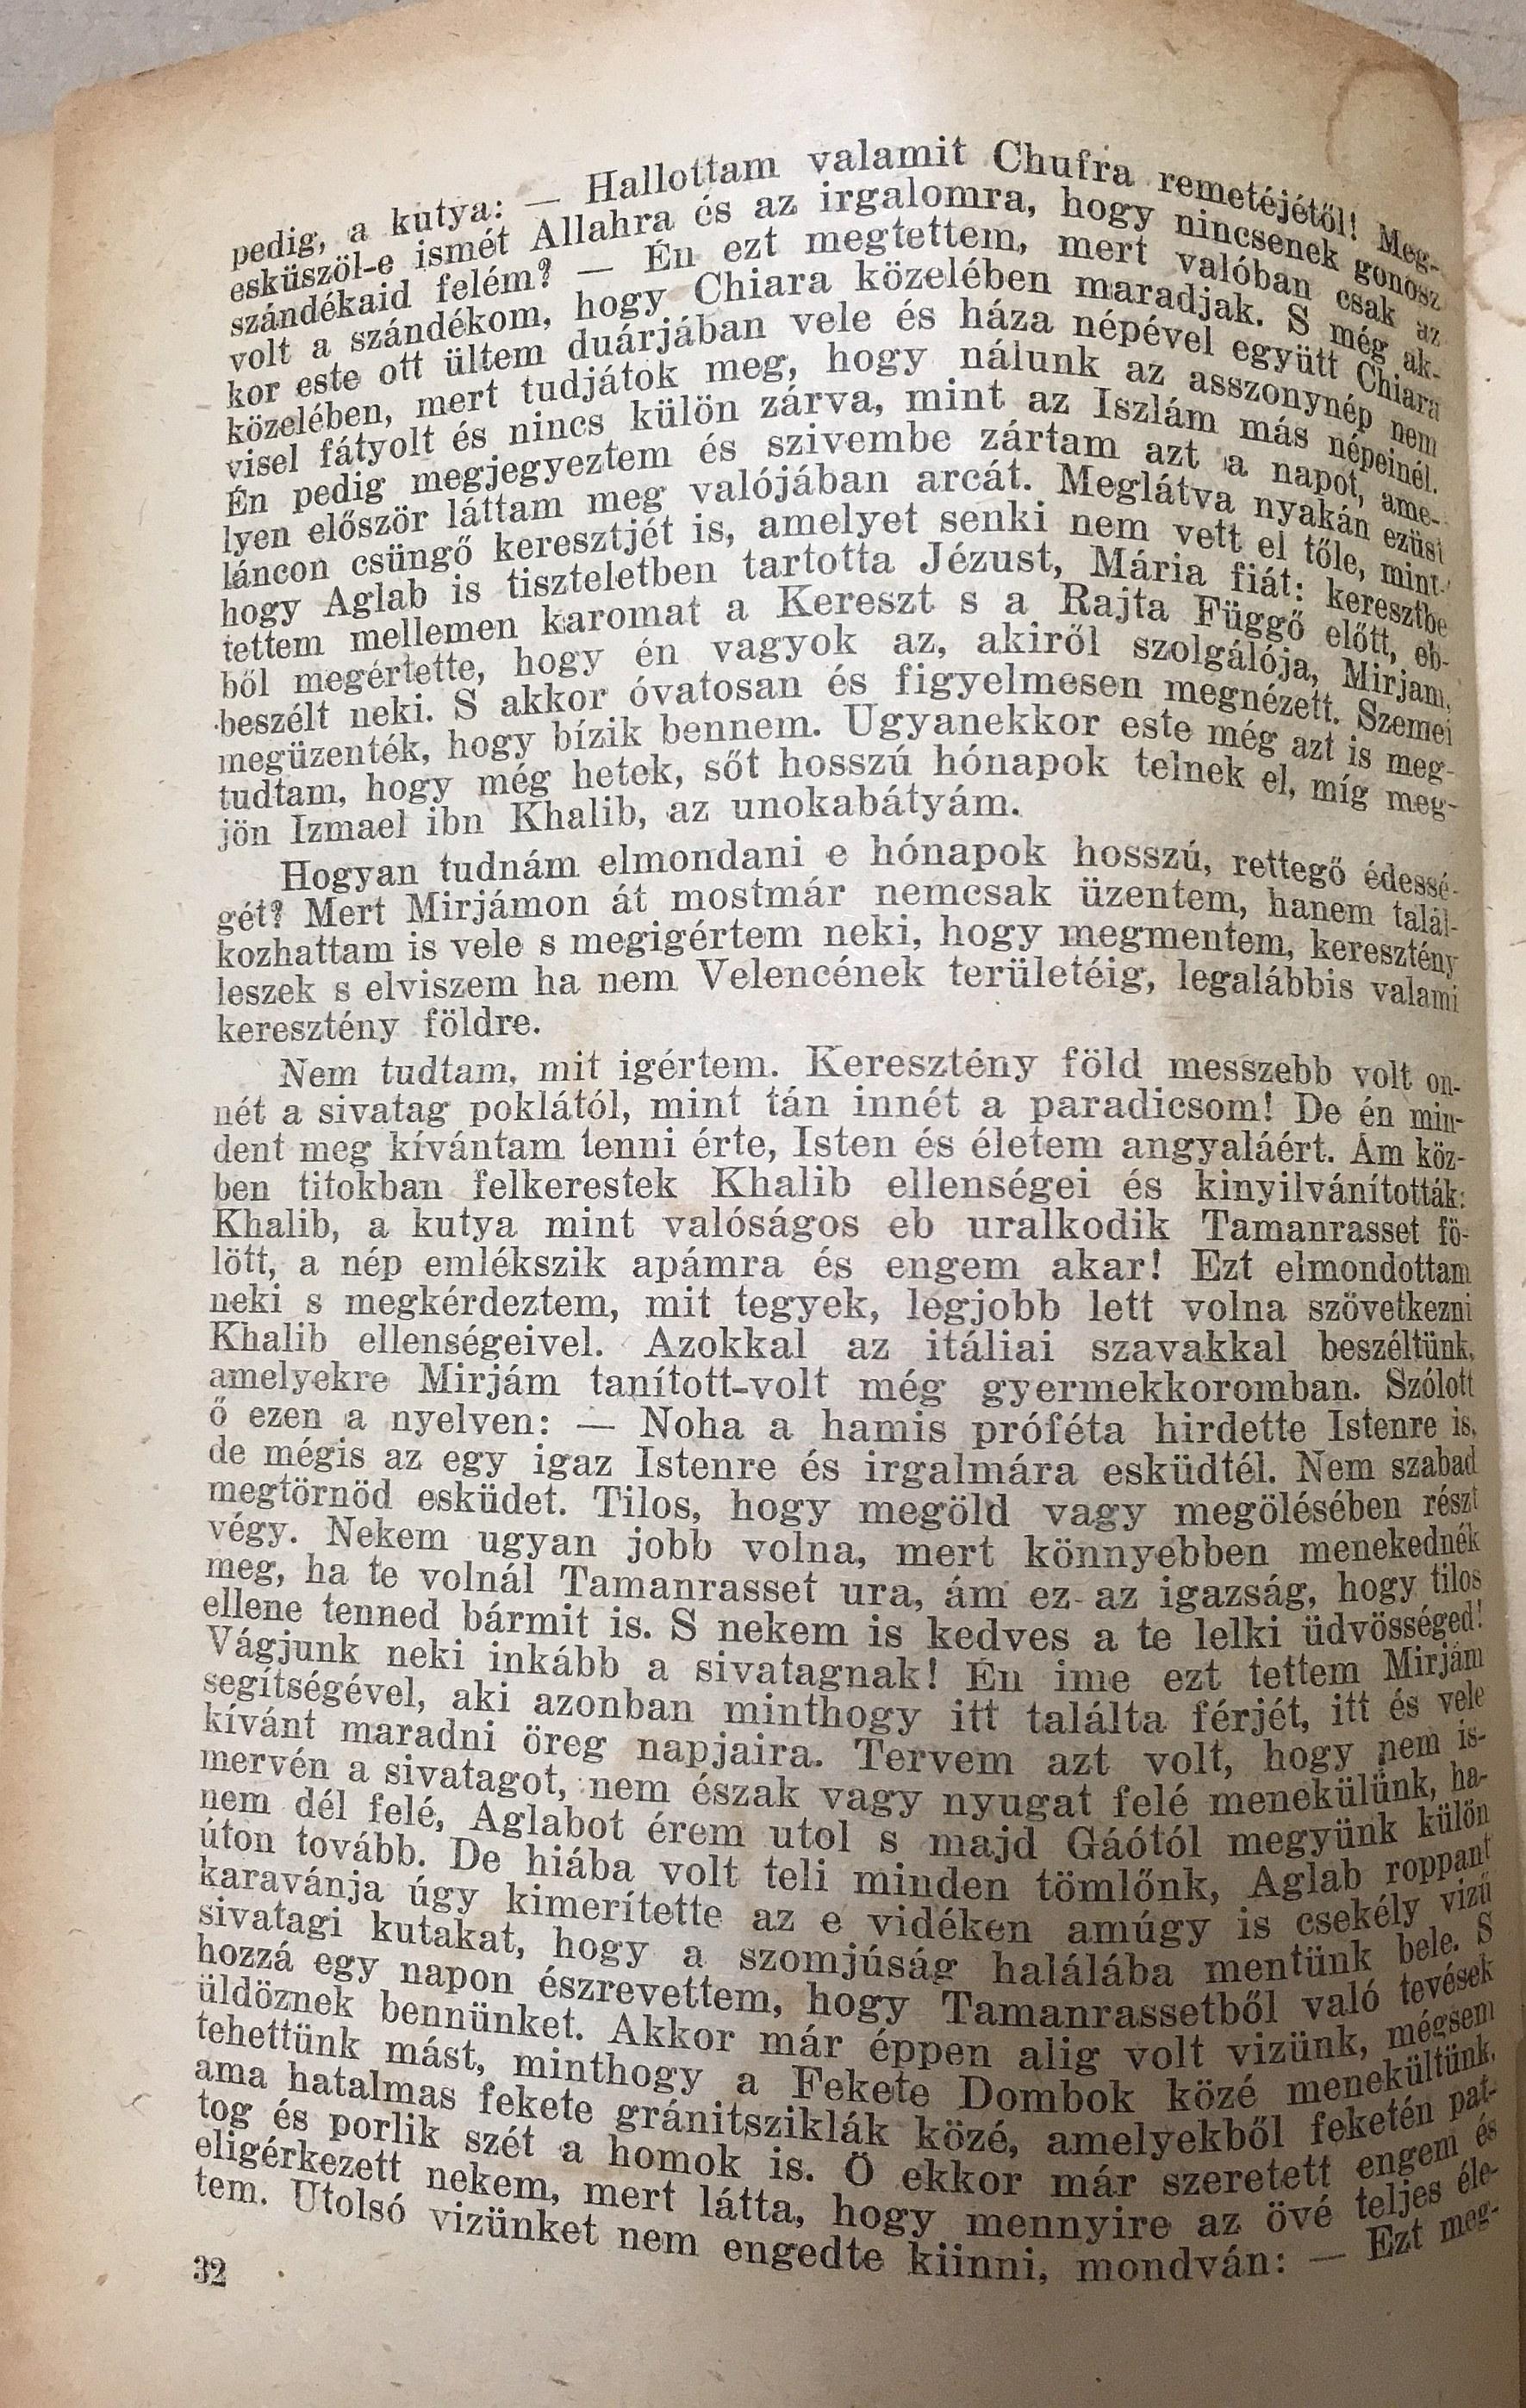 pedig, a kutya: — Hallottam valamit Chufra remetéjétől! Meg-
esküszöl-e ismét Allahra és az irgalomra, hogy nincsenek gonosz
szándékaid felém? — Én ezt megtettem, mert valóban csak az
volt a szándékom, hogy Chiara közelében maradjak. S még ak-
kor este ott ültem duárjában vele és háza népével együtt Chiara
közelében, mert tudjátok meg, hogy nálunk az asszonynép nem
visel fátyolt és nincs külön zárva, mint az Iszlám más népeinél.
Én pedig megjegyeztem és szivembe zártam azt a napot, ame-
lyen először láttam meg valójában arcát. Meglátva nyakán ezüst
láncon csüngő keresztjét is, amelyet senki nem vett el tőle, mint-
hogy Aglab is tiszteletben tartotta Jézust, Mária fiát: keresztbe
tettem mellemen karomat a Kereszt s a Rajta Függő előtt, eb-
ből megértette, hogy én vagyok az, akiről szolgálója, Mirjam,
beszélt neki. S akkor óvatosan és figyelmesen megnézett. Szemei
megüzenték, hogy bízik bennem. Ugyanekkor este még azt is meg-
tudtam, hogy még hetek, sőt hosszú hónapok telnek el, míg meg-
jön Izmael ibn Khalib, az unokabátyám.
Hogyan tudnám elmondani e hónapok hosszú, rettegő édessé-
gét? Mert Mirjámon át mostmár nemcsak üzentem, hanem talál-
kozhattam is vele s megigértem neki, hogy megmentem, keresztény
leszek s elviszem ha nem Velencének területéig, legalábbis valami
keresztény földre.
Nem tudtam, mit igértem. Keresztény föld messzebb volt on-
nét a sivatag poklától, mint tán innét a paradicsom! De én min-
dent meg kívántam tenni érte, Isten és életem angyaláért. Ám köz-
ben titokban felkerestek Khalib ellenségei és kinyilvánították:
Khalib, a kutya mint valóságos eb uralkodik Tamanrasset fö-
lött, a nép emlékszik apámra és engem akar! Ezt elmondottam
neki s megkérdeztem, mit tegyek, legjobb lett volna szövetkezni
Khalib ellenségeivel. Azokkal az itáliai szavakkal beszéltünk,
amelyekre Mirjám tanított-volt még gyermekkoromban. Szólott
ő ezen a nyelven: — Noha a hamis próféta hirdette Istenre is,
de mégis az egy igaz Istenre és irgalmára esküdtél. Nem szabad
megtörnöd esküdet. Tilos, hogy megöld vagy megölésében részt
végy. Nekem ugyan jobb volna, mert könnyebben menekednék
meg, ha te volnál Tamanrasset ura, ám ez az igazság, hogy tilos
ellene tenned bármit is. S nekem is kedves a te lelki üdvösséged!
Vágjunk neki inkább a sivatagnak! Én ime ezt tettem Mirjám
segítségével, aki azonban minthogy itt találta férjét, itt és vele
kívánt maradni öreg napjaira. Tervem azt volt, hogy nem is-
mervén a sivatagot, nem észak vagy nyugat felé menekülünk, ha-
nem dél felé, Aglabot érem utol s majd Gáótól megyünk külön
úton tovább. De hiába volt teli minden tömlőnk, Aglab roppant
karavánja úgy kimerítette az e vidéken amúgy is csekély vizű
sivatagi kutakat, hogy a szomjúság halálába mentünk bele. S
hozzá egy napon észrevettem, hogy Tamanrassetből való tevések
üldöznek bennünket. Akkor már éppen alig volt vizünk, mégsem
tehettünk mást, minthogy a Fekete Dombok közé menekültünk,
ama hatalmas fekete gránitsziklák közé, amelyekből feketén pat-
tog és porlik szét a homok is. Ő ekkor már szeretett engem és
eligérkezett nekem, mert látta, hogy mennyire az övé teljes éle-
tem. Utolsó vizünket nem engedte kiinni, mondván: — Ezt meg-
32